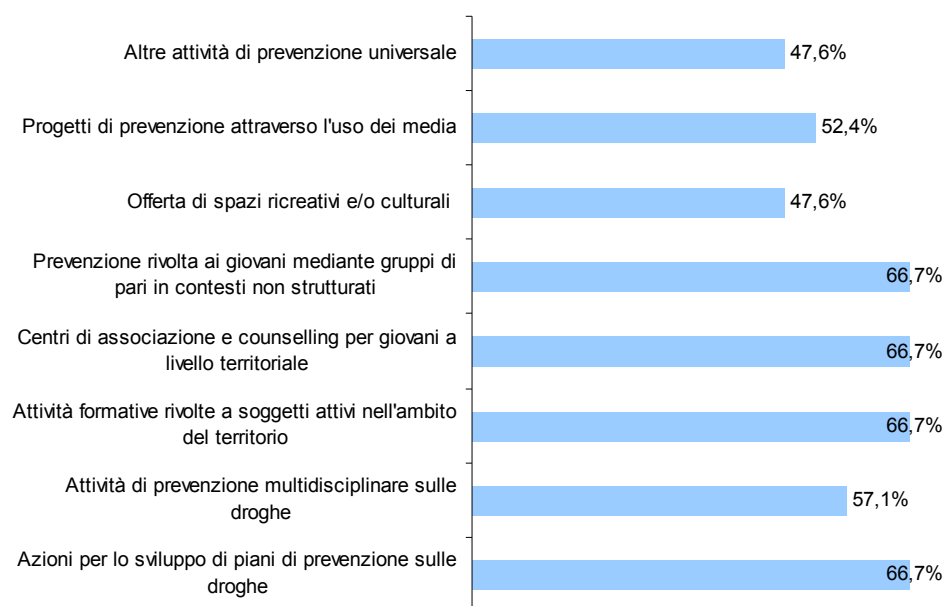 Altre attività di prevenzione universale
47,6%
Progetti di prevenzione attraverso l'uso dei media
52,4%
Offerta di spazi ricreativi e/o culturali
47,6%
Prevenzione rivolta ai giovani mediante gruppi di
pari in contesti non strutturati
66,7%
Centri di associazione e counselling per giovani a
livello territoriale
66,7%
Attività formative rivolte a soggetti attivi nell'ambito
del territorio
66,7%
Attività di prevenzione multidisciplinare sulle
droghe
57,1%
Azioni per lo sviluppo di piani di prevenzione sulle
droghe
66,7%